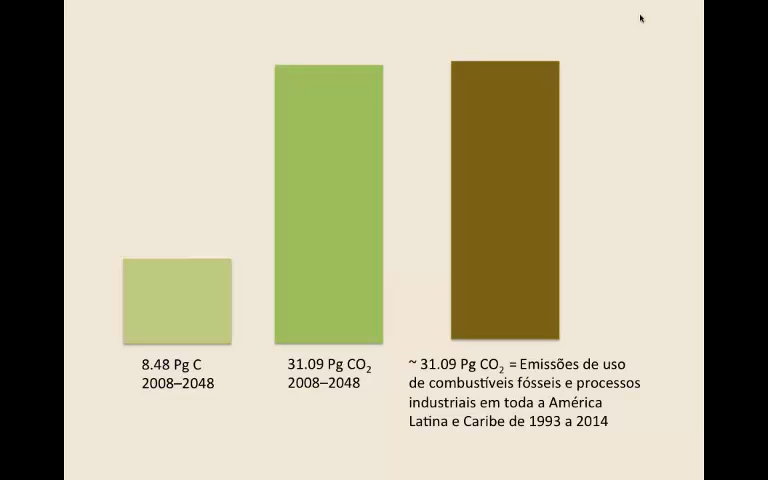 8.48 Pg C
2008–2048
31.09 Pg CO₂
2008–2048
~ 31.09 Pg CO₂ = Emissões de uso
de combustíveis fósseis e processos
industriais em toda a América
Latina e Caribe de 1993 a 2014